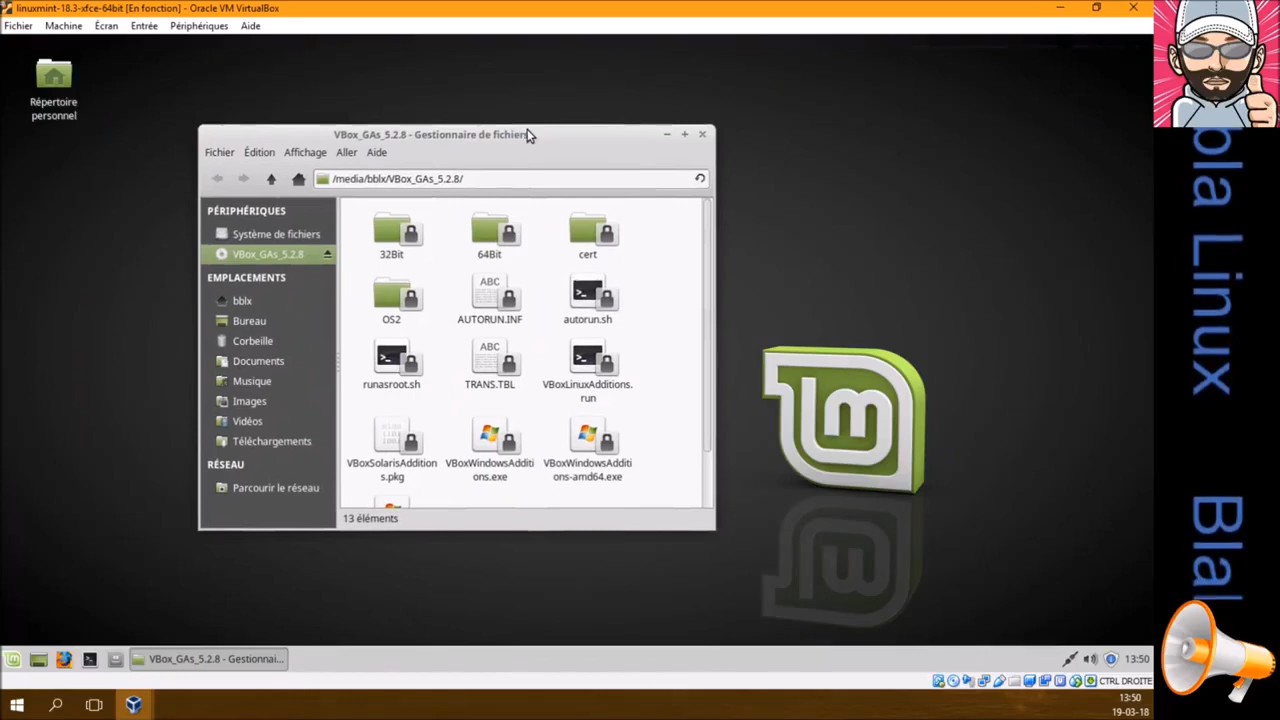 linuxmint-18.3-xfce-64bit [En fonction] - Oracle VM VirtualBox
Fichier Machine Écran Entrée Périphériques Aide
Répertoire
personnel
VBox_GAs_5.2.8 - Gestionnaire de fichiers
Fichier Édition Affichage Aller Aide
/media/bblx/VBox_GAs_5.2.8/
PÉRIPHÉRIQUES
Système de fichiers
VBox_GAs_5.2.8
EMPLACEMENTS
bblx
Bureau
Corbeille
Documents
Musique
Images
Vidéos
Téléchargements
RÉSEAU
Parcourir le réseau
32Bit 64Bit cert
ABC
OS2 AUTORUN.INF autorun.sh
ABC
runasroot.sh TRANS.TBL VBoxLinuxAdditions.
run
VBoxSolarisAddition VBoxWindowsAdditi VBoxWindowsAdditi
s.pkg ons.exe ons-amd64.exe
13 éléments
VBox_GAs_5.2.8 - Gestionnai...
13:50
CTRL DROITE
13:50
19-03-18
bla Linux
Bla